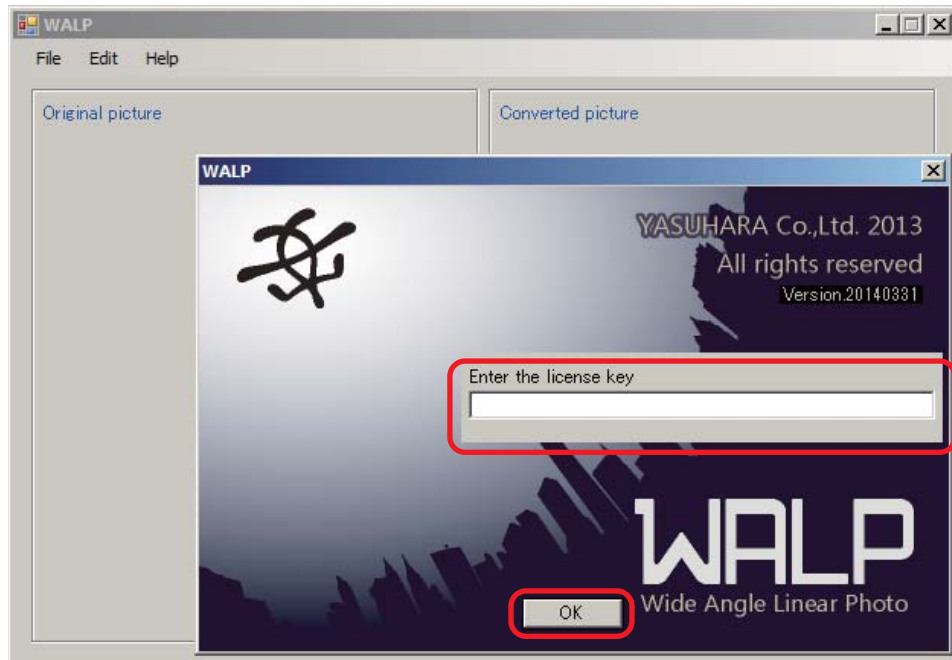 WALP
File Edit Help
Original picture
Converted picture
WALP
YASUHARA Co.,Ltd. 2013
All rights reserved
Version.20140331
Enter the license key
WALP
Wide Angle Linear Photo
OK